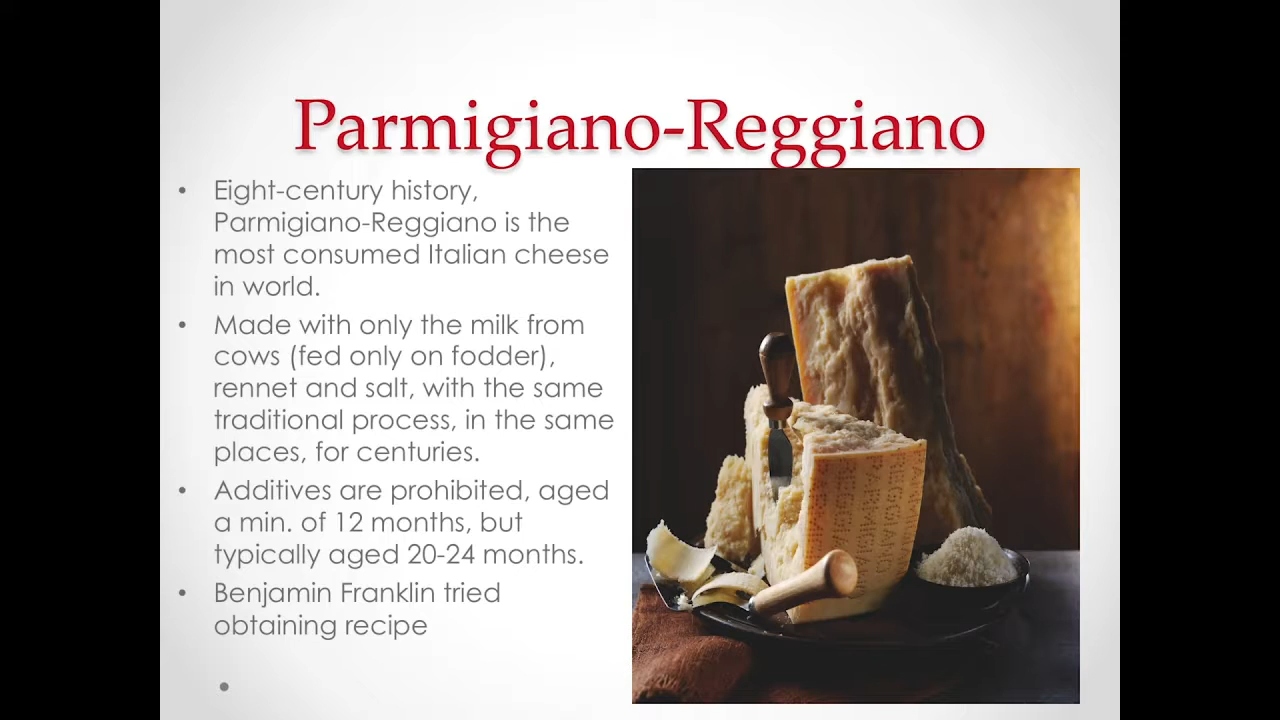 Parmigiano-Reggiano
• Eight-century history,
Parmigiano-Reggiano is the
most consumed Italian cheese
in world.
• Made with only the milk from
cows (fed only on fodder),
rennet and salt, with the same
traditional process, in the same
places, for centuries.
• Additives are prohibited, aged
a min. of 12 months, but
typically aged 20-24 months.
• Benjamin Franklin tried
obtaining recipe